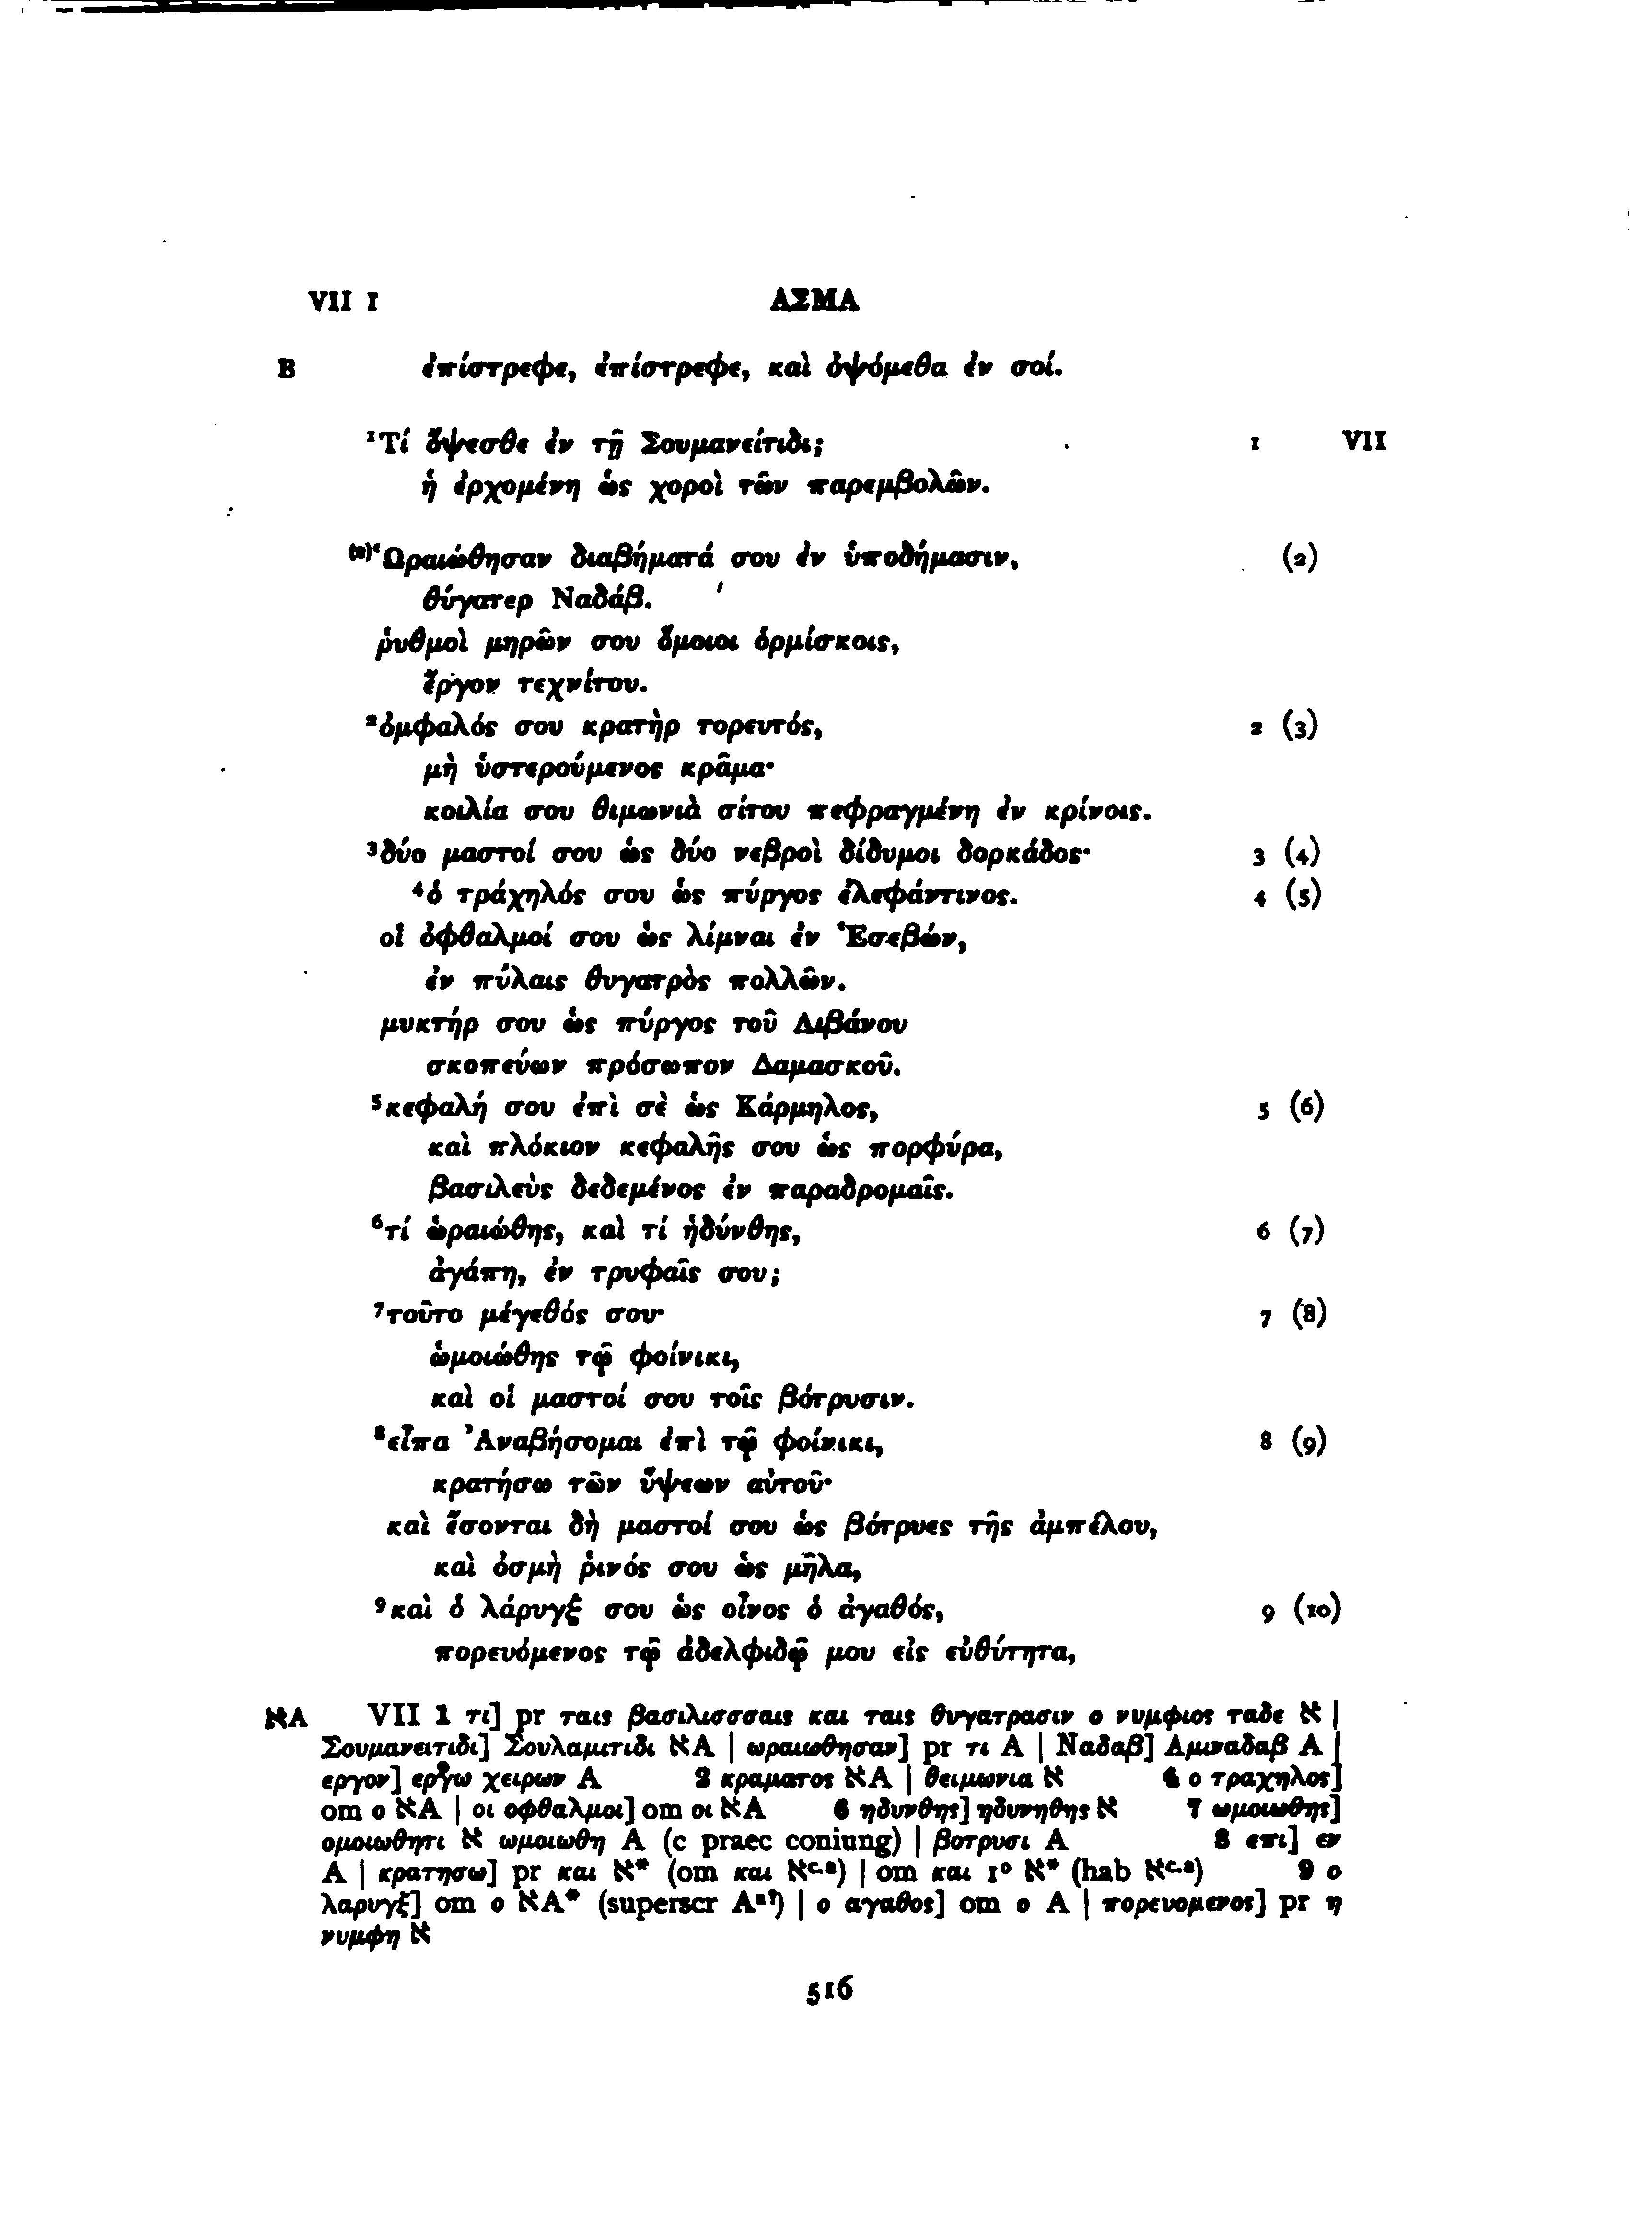 VII 1 ΑΣΜΑ
B ἐπίστρεφε, ἐπίστρεφε, καὶ ὀψόμεθα ἐν σοί.
¹Τί ὄψεσθε ἐν τῇ Σουμανείτιδι; 1 VII
ἡ ἐρχομένη ὡς χοροὶ τῶν παρεμβολῶν.
⁽²⁾Ὡραιώθησαν διαβήματά σου ἐν ὑποδήμασιν, (2)
θύγατερ Ναδάβ.
ῥυθμοὶ μηρῶν σου ὅμοιοι ὁρμίσκοις,
ἔργον τεχνίτου.
²ὀμφαλός σου κρατὴρ τορευτός, 2 (3)
μὴ ὑστερούμενος κρᾶμα·
κοιλία σου θιμωνιὰ σίτου πεφραγμένη ἐν κρίνοις.
³δύο μαστοί σου ὡς δύο νεβροὶ δίδυμοι δορκάδος· 3 (4)
⁴ὁ τράχηλός σου ὡς πύργος ἐλεφάντινος. 4 (5)
οἱ ὀφθαλμοί σου ὡς λίμναι ἐν Ἑσεβών,
ἐν πύλαις θυγατρὸς πολλῶν.
μυκτήρ σου ὡς πύργος τοῦ Λιβάνου
σκοπεύων πρόσωπον Δαμασκοῦ.
⁵κεφαλή σου ἐπὶ σὲ ὡς Κάρμηλος, 5 (6)
καὶ πλόκιον κεφαλῆς σου ὡς πορφύρα,
βασιλεὺς δεδεμένος ἐν παραδρομαῖς.
⁶τί ὡραιώθης, καὶ τί ἡδύνθης, 6 (7)
ἀγάπη, ἐν τρυφαῖς σου;
⁷τοῦτο μέγεθός σου· 7 (8)
ὡμοιώθης τῷ φοίνικι,
καὶ οἱ μαστοί σου τοῖς βότρυσιν.
⁸εἶπα Ἀναβήσομαι ἐπὶ τῷ φοίνικι, 8 (9)
κρατήσω τῶν ὕψεων αὐτοῦ·
καὶ ἔσονται δὴ μαστοί σου ὡς βότρυες τῆς ἀμπέλου,
καὶ ὀσμὴ ῥινός σου ὡς μῆλα,
⁹καὶ ὁ λάρυγξ σου ὡς οἶνος ὁ ἀγαθός, 9 (10)
πορευόμενος τῷ ἀδελφιδῷ μου εἰς εὐθύτητα,
אA VII 1 τι] pr ταις βασιλισσσαις και ταις θυγατρασιν ο νυμφιος ταδε א |
Σουμανειτιδι] Σουλαμιτιδι אA | ωραιωθησαν] pr τι A | Ναδαβ] Αμιναδαβ A |
εργον] εργω χειρων A 2 κραματος אA | θειμωνια א 4 ο τραχηλος]
om ο אA | οι οφθαλμοι] om οι אA 6 ηδυνθης] ηδυνηθης א 7 ωμοιωθης]
ομοιωθητι א ωμοιωθη A (c praec coniung) | βοτρυσι A 8 επι] εν
A | κρατησω] pr και א* (om και אᶜ·ᵃ) | om και 1° א* (hab אᶜ·ᵃ) 9 ο
λαρυγξ] om ο אA* (superscr Aᵃ?) | ο αγαθος] om ο A | πορευομενος] pr η
νυμφη א
516